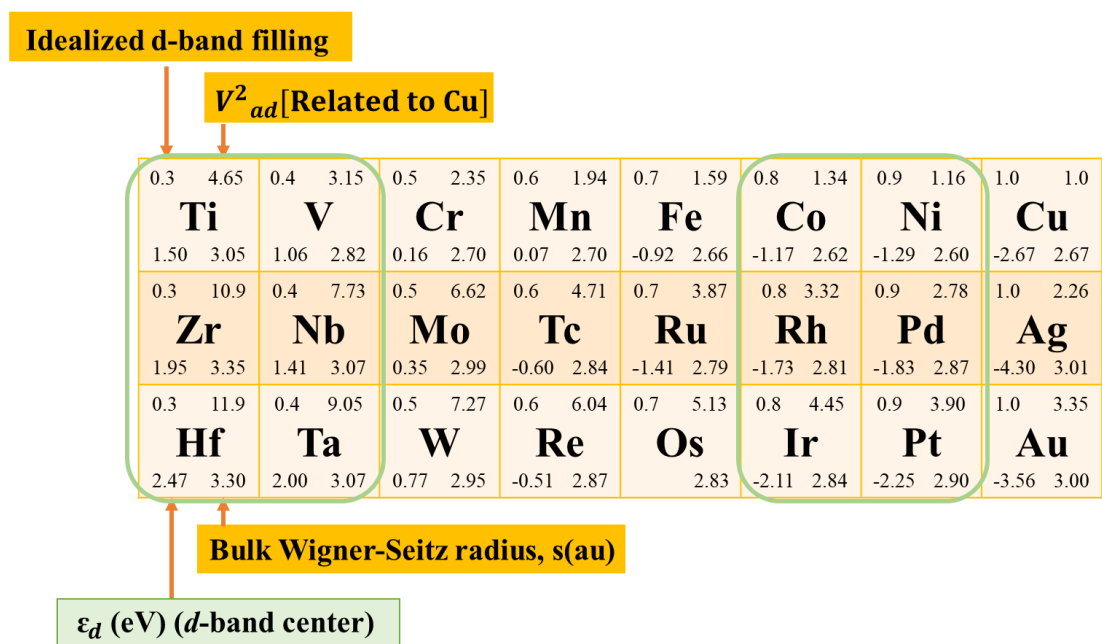 Idealized d-band filling
V²ad[Related to Cu]
0.3 4.65 0.4 3.15 0.5 2.35 0.6 1.94 0.7 1.59 0.8 1.34 0.9 1.16 1.0 1.0
Ti V Cr Mn Fe Co Ni Cu
1.50 3.05 1.06 2.82 0.16 2.70 0.07 2.70 -0.92 2.66 -1.17 2.62 -1.29 2.60 -2.67 2.67
0.3 10.9 0.4 7.73 0.5 6.62 0.6 4.71 0.7 3.87 0.8 3.32 0.9 2.78 1.0 2.26
Zr Nb Mo Tc Ru Rh Pd Ag
1.95 3.35 1.41 3.07 0.35 2.99 -0.60 2.84 -1.41 2.79 -1.73 2.81 -1.83 2.87 -4.30 3.01
0.3 11.9 0.4 9.05 0.5 7.27 0.6 6.04 0.7 5.13 0.8 4.45 0.9 3.90 1.0 3.35
Hf Ta W Re Os Ir Pt Au
2.47 3.30 2.00 3.07 0.77 2.95 -0.51 2.87 2.83 -2.11 2.84 -2.25 2.90 -3.56 3.00
Bulk Wigner-Seitz radius, s(au)
εd (eV) (d-band center)